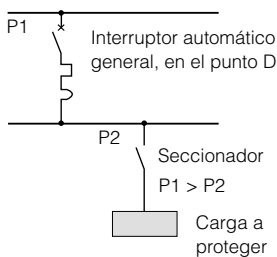 P1
Interruptor automático
general, en el punto D
P2
Seccionador
P1 > P2
Carga a
proteger